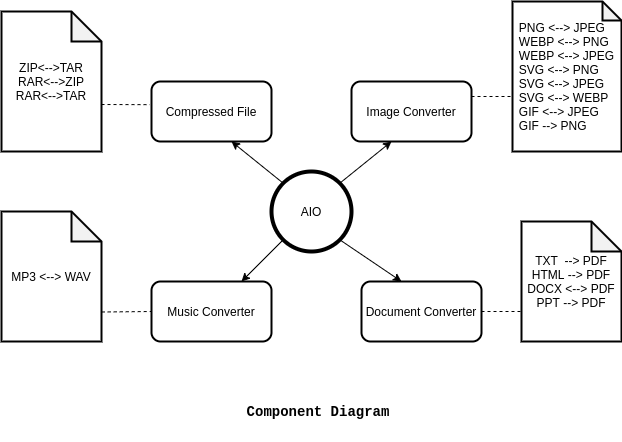 PNG <--> JPEG
WEBP <--> PNG
WEBP <--> JPEG
SVG <--> PNG
SVG <--> JPEG
SVG <--> WEBP
GIF <--> JPEG
GIF --> PNG
ZIP<-->TAR
RAR<-->ZIP
RAR<-->TAR
Compressed File
Image Converter
AIO
MP3 <--> WAV
Music Converter
Document Converter
TXT  --> PDF
HTML --> PDF
DOCX <--> PDF
PPT --> PDF
Component Diagram